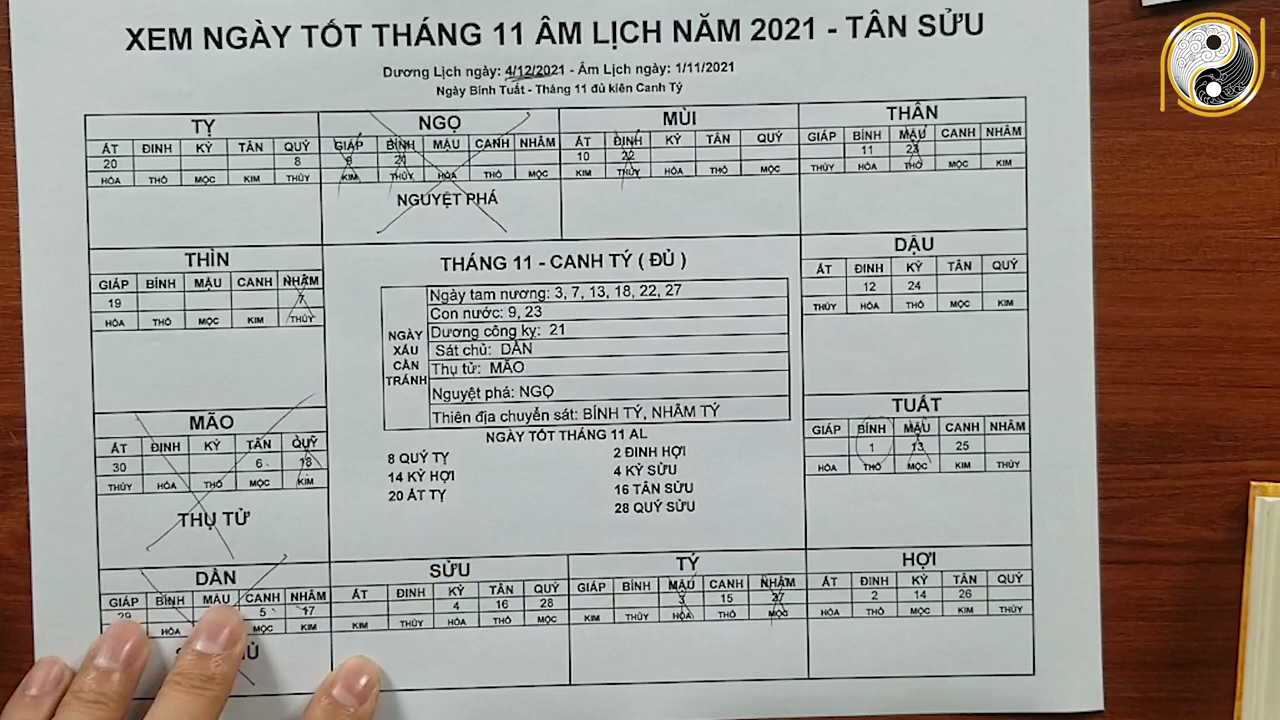 XEM NGÀY TỐT THÁNG 11 ÂM LỊCH NĂM 2021 - TÂN SỬU
Dương Lịch ngày: 4/12/2021 - Âm Lịch ngày: 1/11/2021
Ngày Bính Tuất - Tháng 11 đủ kiên Canh Tý
TỴ
ẤT ĐINH KỶ TÂN QUÝ
20 8
HỎA THỔ MỘC KIM THỦY
NGỌ
GIÁP BÍNH MẬU CANH NHÂM
9 21
KIM THỦY HỎA THỔ MỘC
NGUYỆT PHÁ
MÙI
ẤT ĐINH KỶ TÂN QUÝ
10 22
KIM THỦY HỎA THỔ MỘC
THÂN
GIÁP BÍNH MẬU CANH NHÂM
11 23
THỦY HỎA THỔ MỘC KIM
THÌN
GIÁP BÍNH MẬU CANH NHÂM
19 7
HỎA THỔ MỘC KIM THỦY
THÁNG 11 - CANH TÝ ( ĐỦ )
NGÀY XẤU CẦN TRÁNH
Ngày tam nương: 3, 7, 13, 18, 22, 27
Con nước: 9, 23
Dương công kỵ: 21
Sát chủ: DẦN
Thụ tử: MÃO
Nguyệt phá: NGỌ
Thiên địa chuyển sát: BÍNH TÝ, NHÂM TÝ
NGÀY TỐT THÁNG 11 AL
8 QUÝ TỴ 2 ĐINH HỢI
14 KỶ HỢI 4 KỶ SỬU
20 ẤT TỴ 16 TÂN SỬU
28 QUÝ SỬU
DẬU
ẤT ĐINH KỶ TÂN QUÝ
12 24
THỦY HỎA THỔ MỘC KIM
MÃO
ẤT ĐINH KỶ TÂN QUÝ
30 6 18
THỦY HỎA THỔ MỘC KIM
THỤ TỬ
TUẤT
GIÁP BÍNH MẬU CANH NHÂM
1 13 25
HỎA THỔ MỘC KIM THỦY
DẦN
GIÁP BÍNH MẬU CANH NHÂM
29 5 17
HỎA MỘC KIM
SỬU
ẤT ĐINH KỶ TÂN QUÝ
4 16 28
KIM THỦY HỎA THỔ MỘC
TÝ
GIÁP BÍNH MẬU CANH NHÂM
3 15 27
KIM THỦY HỎA THỔ MỘC
HỢI
ẤT ĐINH KỶ TÂN QUÝ
2 14 26
HỎA THỔ MỘC KIM THỦY